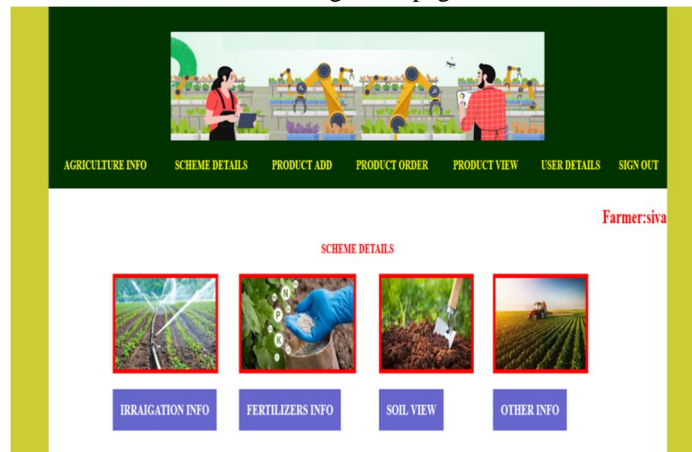 AGRICULTURE INFO SCHEME DETAILS PRODUCT ADD PRODUCT ORDER PRODUCT VIEW USER DETAILS SIGN OUT
Farmer:siva
SCHEME DETAILS
N
P
K
IRRAIGATION INFO FERTILIZERS INFO SOIL VIEW OTHER INFO